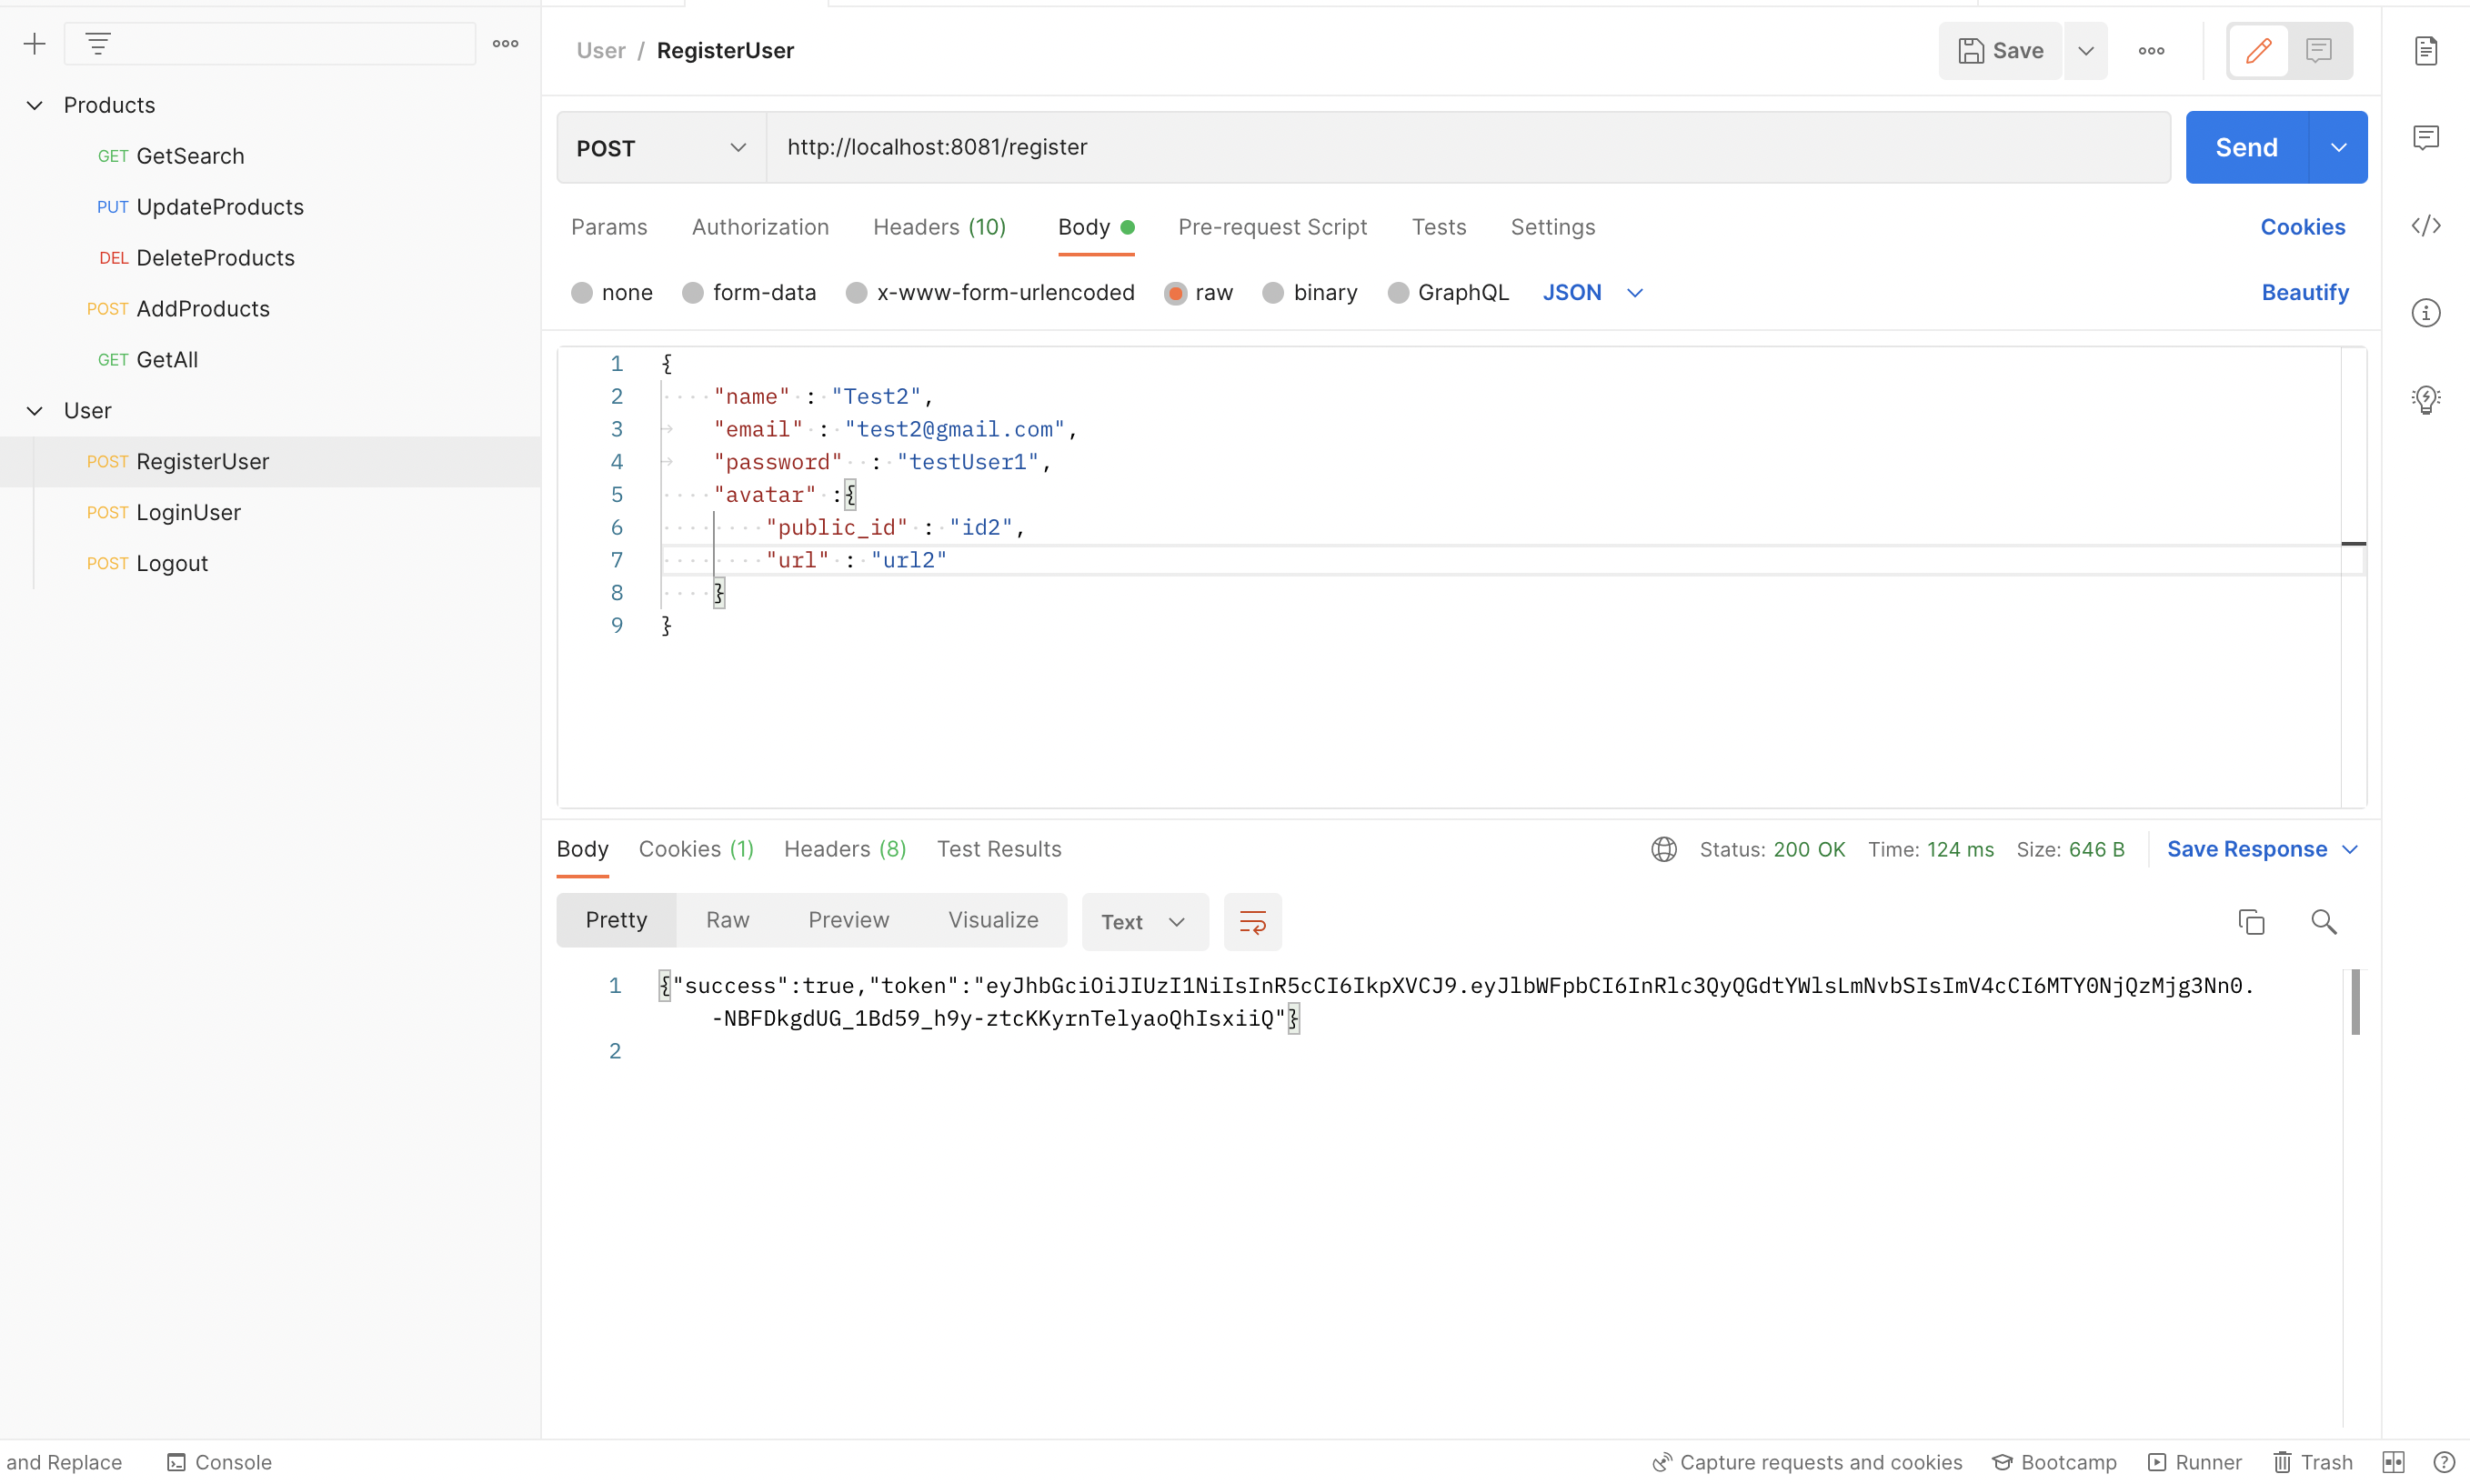 Products
GET GetSearch
PUT UpdateProducts
DEL DeleteProducts
POST AddProducts
GET GetAll
User
POST RegisterUser
POST LoginUser
POST Logout
User / RegisterUser
Save
POST http://localhost:8081/register Send
Params Authorization Headers (10) Body Pre-request Script Tests Settings Cookies
none form-data x-www-form-urlencoded raw binary GraphQL JSON Beautify
1 {
2 "name" : "Test2",
3 "email" : "test2@gmail.com",
4 "password" : "testUser1",
5 "avatar" :{
6 "public_id" : "id2",
7 "url" : "url2"
8 }
9 }
Body Cookies (1) Headers (8) Test Results Status: 200 OK Time: 124 ms Size: 646 B Save Response
Pretty Raw Preview Visualize Text
1 {"success":true,"token":"eyJhbGciOiJIUzI1NiIsInR5cCI6IkpXVCJ9.eyJlbWFpbCI6InRlc3QyQGdtYWlsLmNvbSIsImV4cCI6MTY0NjQzMjg3Nn0.
-NBFDkgdUG_1Bd59_h9y-ztcKKyrnTelyaoQhIsxiiQ"}
2
and Replace Console Capture requests and cookies Bootcamp Runner Trash